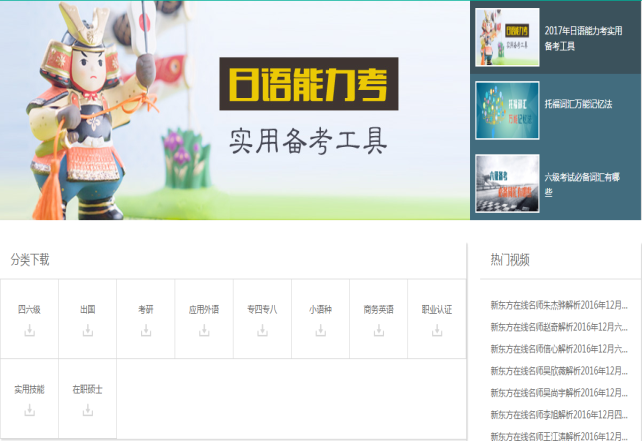 日语能力考
实用备考工具
2017年日语能力考实用
备考工具
托福词汇万能记忆法
六级考试必备词汇有哪
些
分类下载
四六级
出国
考研
应用外语
专四专八
小语种
商务英语
职业认证
实用技能
在职硕士
热门视频
新东方在线名师朱杰骅解析2016年12月...
新东方在线名师赵奇解析2016年12月六...
新东方在线名师信心解析2016年12月六...
新东方在线名师吴欣薇解析2016年12月...
新东方在线名师吴尚宇解析2016年12月...
新东方在线名师李旭解析2016年12月四...
新东方在线名师王江涛解析2016年12月...